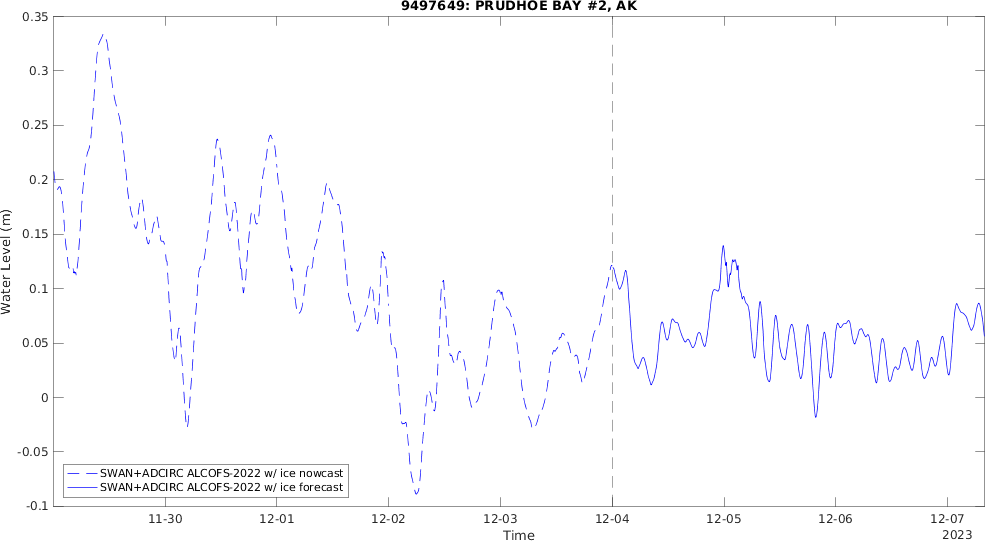 9497649: PRUDHOE BAY #2, AK
0.35
0.3
0.25
0.2
0.15
0.1
0.05
0
-0.05
-0.1
Water Level (m)
SWAN+ADCIRC ALCOFS-2022 w/ ice nowcast
SWAN+ADCIRC ALCOFS-2022 w/ ice forecast
11-30 12-01 12-02 12-03 12-04 12-05 12-06 12-07
Time
2023